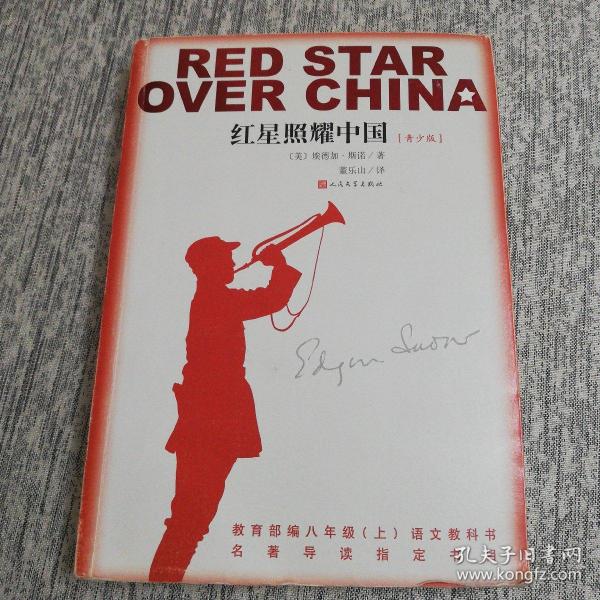 RED STAR
OVER CHINA
红星照耀中国 [青少版]
〔美〕埃德加·斯诺/著
董乐山/译
人民文学出版社
Edgar Snow
教育部编八年级(上)语文教科书
名著导读指定书目
孔夫子旧书网
www.kongfz.com